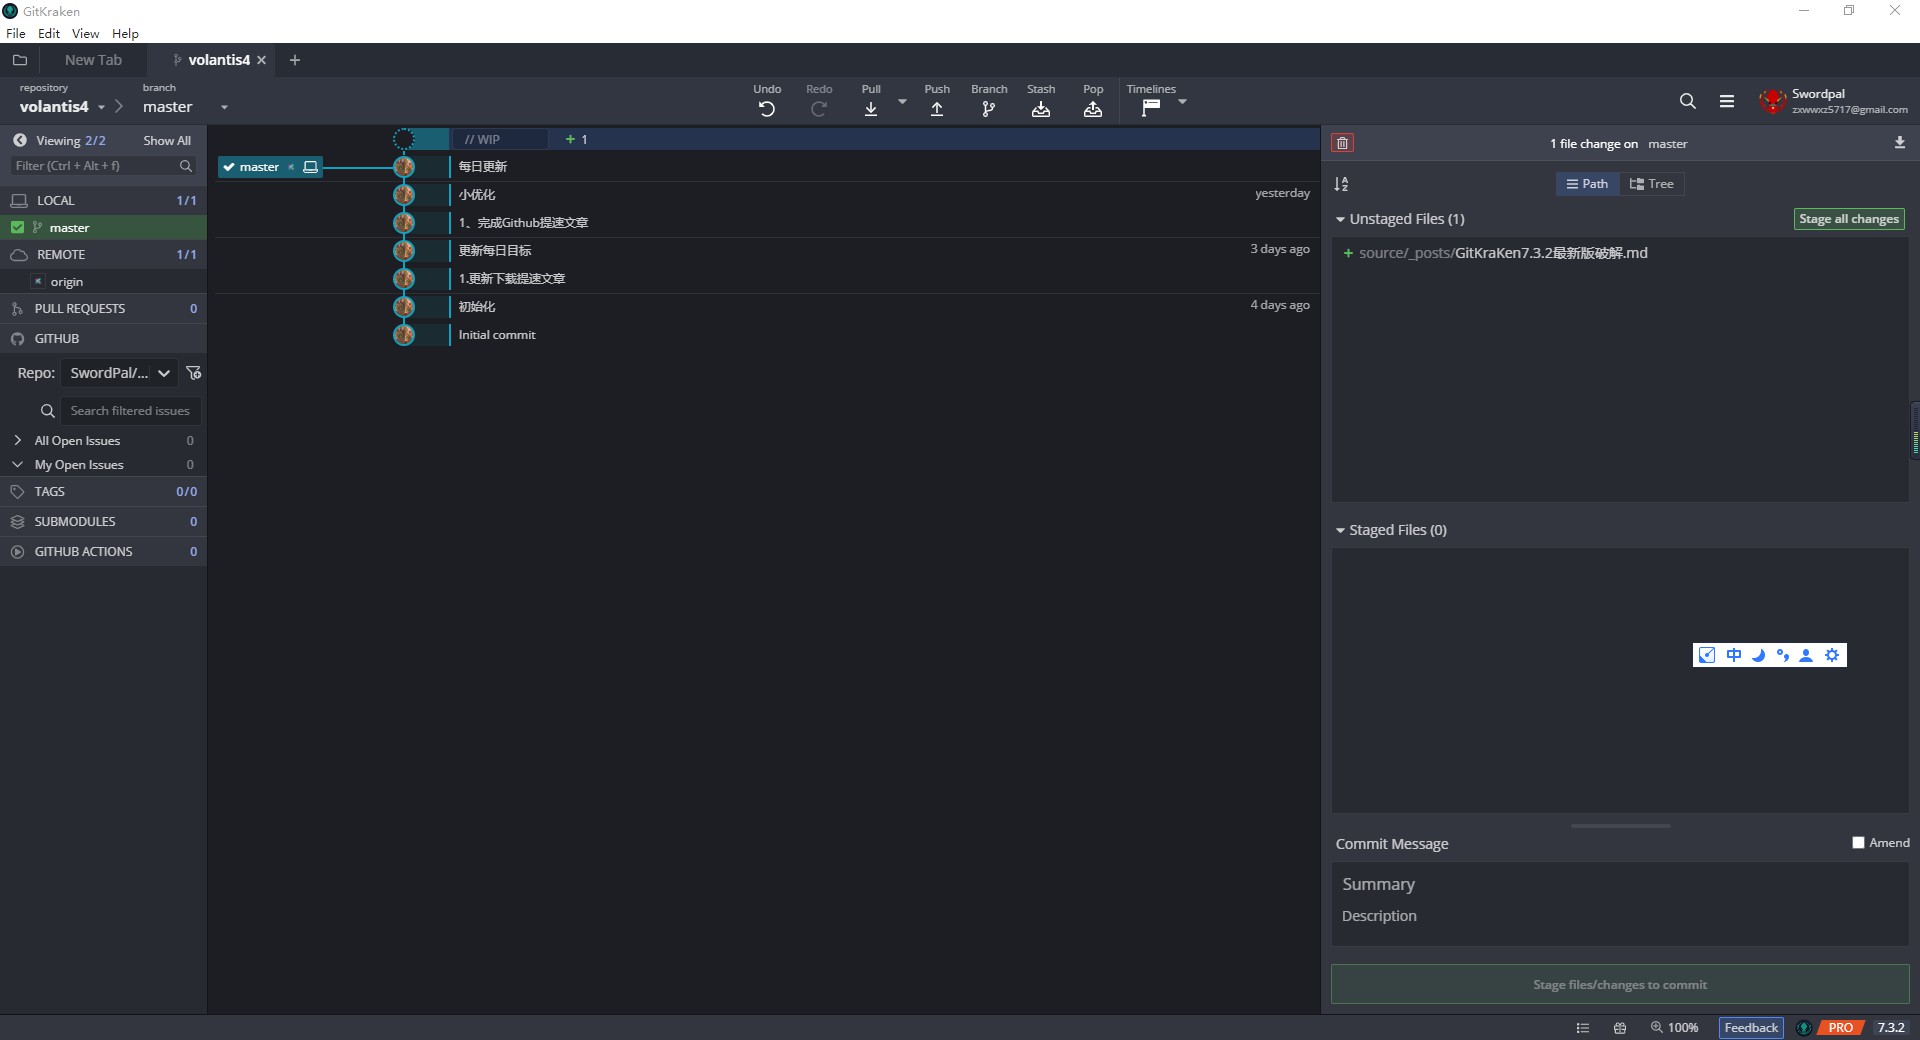 GitKraken
File Edit View Help
New Tab
volantis4
repository
volantis4
branch
master
Undo
Redo
Pull
Push
Branch
Stash
Pop
Timelines
Swordpal
zxwwxz5717@gmail.com
Viewing 2/2
Show All
Filter (Ctrl + Alt + f)
LOCAL 1/1
master
REMOTE 1/1
origin
PULL REQUESTS 0
GITHUB
Repo: SwordPal/...
Search filtered issues
All Open Issues 0
My Open Issues 0
TAGS 0/0
SUBMODULES 0
GITHUB ACTIONS 0
// WIP + 1
master 每日更新
小优化 yesterday
1、完成Github提速文章
更新每日目标 3 days ago
1.更新下载提速文章
初始化 4 days ago
Initial commit
1 file change on master
Path Tree
Unstaged Files (1)
Stage all changes
+ source/_posts/GitKraKen7.3.2最新版破解.md
Staged Files (0)
中
Commit Message
Amend
Summary
Description
Stage files/changes to commit
100%
Feedback
PRO
7.3.2